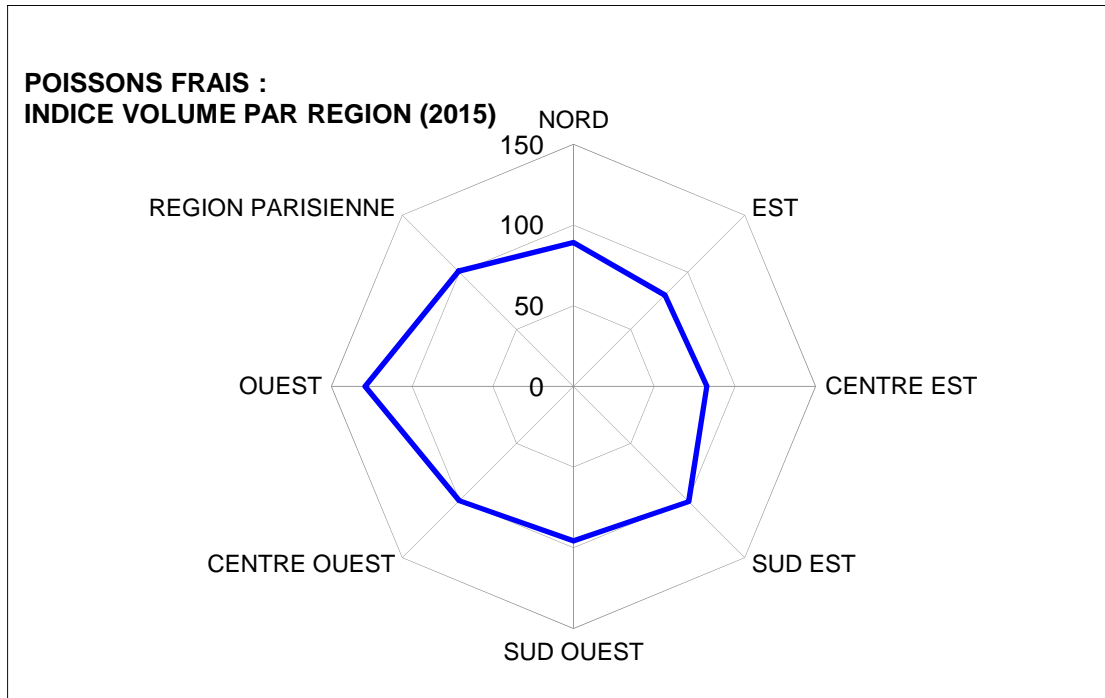 POISSONS FRAIS :
INDICE VOLUME PAR REGION (2015)
NORD
150
REGION PARISIENNE
EST
100
50
OUEST
0
CENTRE EST
CENTRE OUEST
SUD EST
SUD OUEST